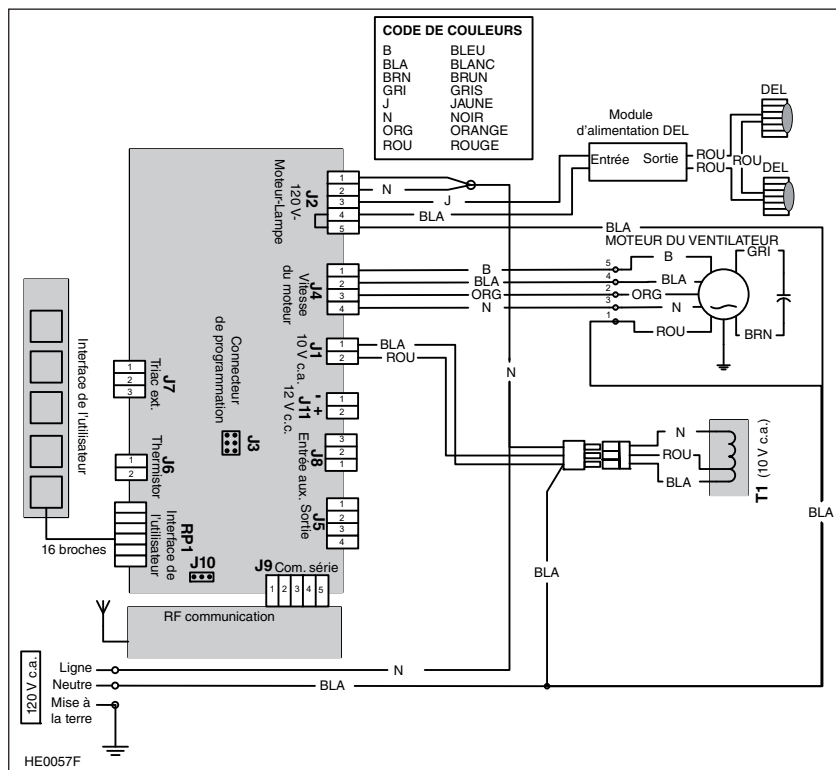 CODE DE COULEURS
B BLEU
BLA BLANC
BRN BRUN
GRI GRIS
J JAUNE
N NOIR
ORG ORANGE
ROU ROUGE
DEL
Module
d'alimentation DEL
Entrée Sortie
ROU
ROU
ROU
DEL
J2
Moteur-Lampe
120 V~
1
2
3
4
5
N
J
BLA
BLA
MOTEUR DU VENTILATEUR
J4
Vitesse
du moteur
1
2
3
4
B
BLA
ORG
N
5
4
2
3
1
B
BLA
ORG
N
ROU
GRI
BRN
J1
10 V c.a.
1
2
BLA
ROU
N
J11
- +
12 V c.c.
1
2
J8
Entrée aux.
3
2
1
J5
Sortie
1
2
3
4
Connecteur
de programmation
J3
Interface de l'utilisateur
J7
Triac ext.
1
2
3
J6
Thermistor
1
2
RP1
Interface de
l'utilisateur
16 broches
J10
J9 Com. série
1 2 3 4 5
RF communication
N
ROU
BLA
T1 (10 V c.a.)
BLA
BLA
120 V c.a.
Ligne
N
Neutre
BLA
Mise à
la terre
HE0057F